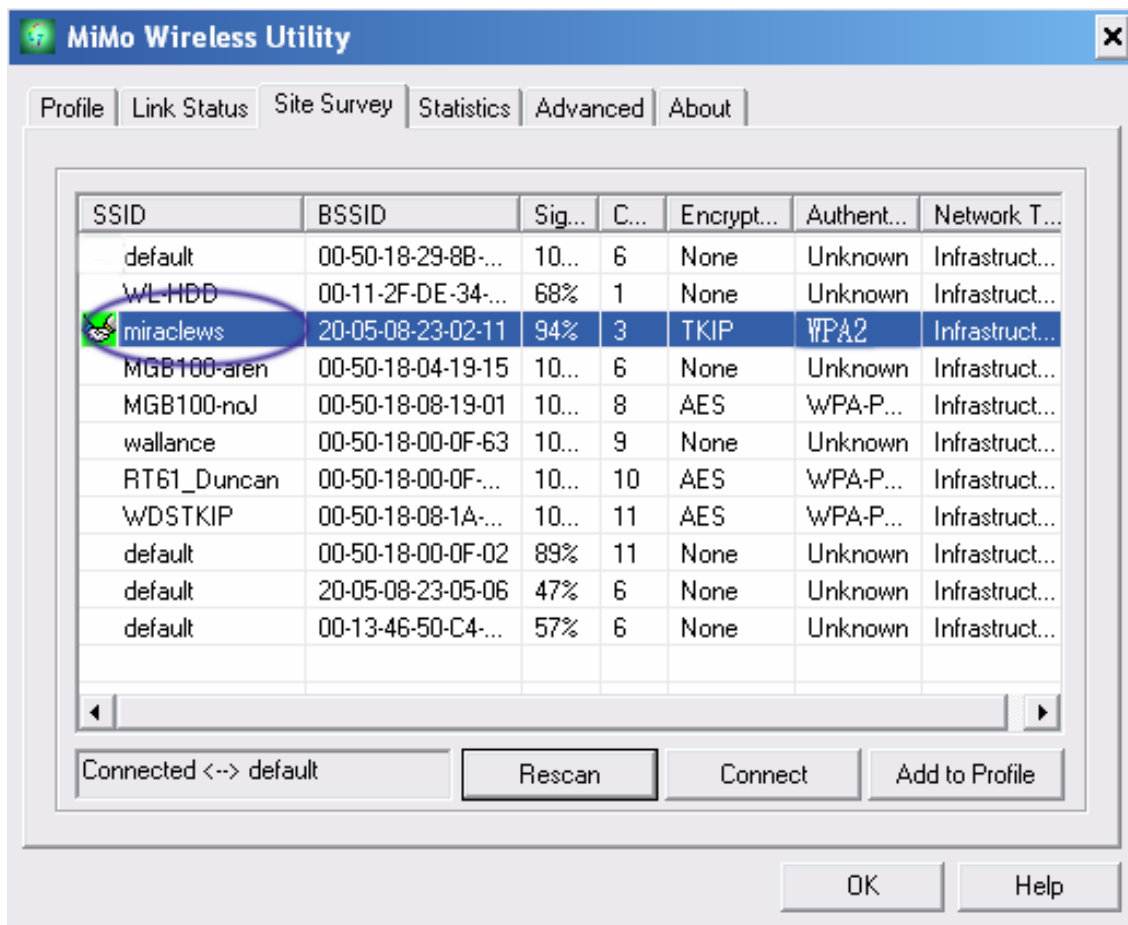 MiMo Wireless Utility
Profile Link Status Site Survey Statistics Advanced About
SSID BSSID Sig... C... Encrypt... Authent... Network T...
default 00-50-18-29-8B-... 10... 6 None Unknown Infrastruct...
WL-HDD 00-11-2F-DE-34-... 68% 1 None Unknown Infrastruct...
miraclews 20-05-08-23-02-11 94% 3 TKIP WPA2 Infrastruct...
MGB100-aren 00-50-18-04-19-15 10... 6 None Unknown Infrastruct...
MGB100-noJ 00-50-18-08-19-01 10... 8 AES WPA-P... Infrastruct...
wallance 00-50-18-00-0F-63 10... 9 None Unknown Infrastruct...
RT61_Duncan 00-50-18-00-0F-... 10... 10 AES WPA-P... Infrastruct...
WDSTKIP 00-50-18-08-1A-... 10... 11 AES WPA-P... Infrastruct...
default 00-50-18-00-0F-02 89% 11 None Unknown Infrastruct...
default 20-05-08-23-05-06 47% 6 None Unknown Infrastruct...
default 00-13-46-50-C4-... 57% 6 None Unknown Infrastruct...
Connected <--> default Rescan Connect Add to Profile
OK Help